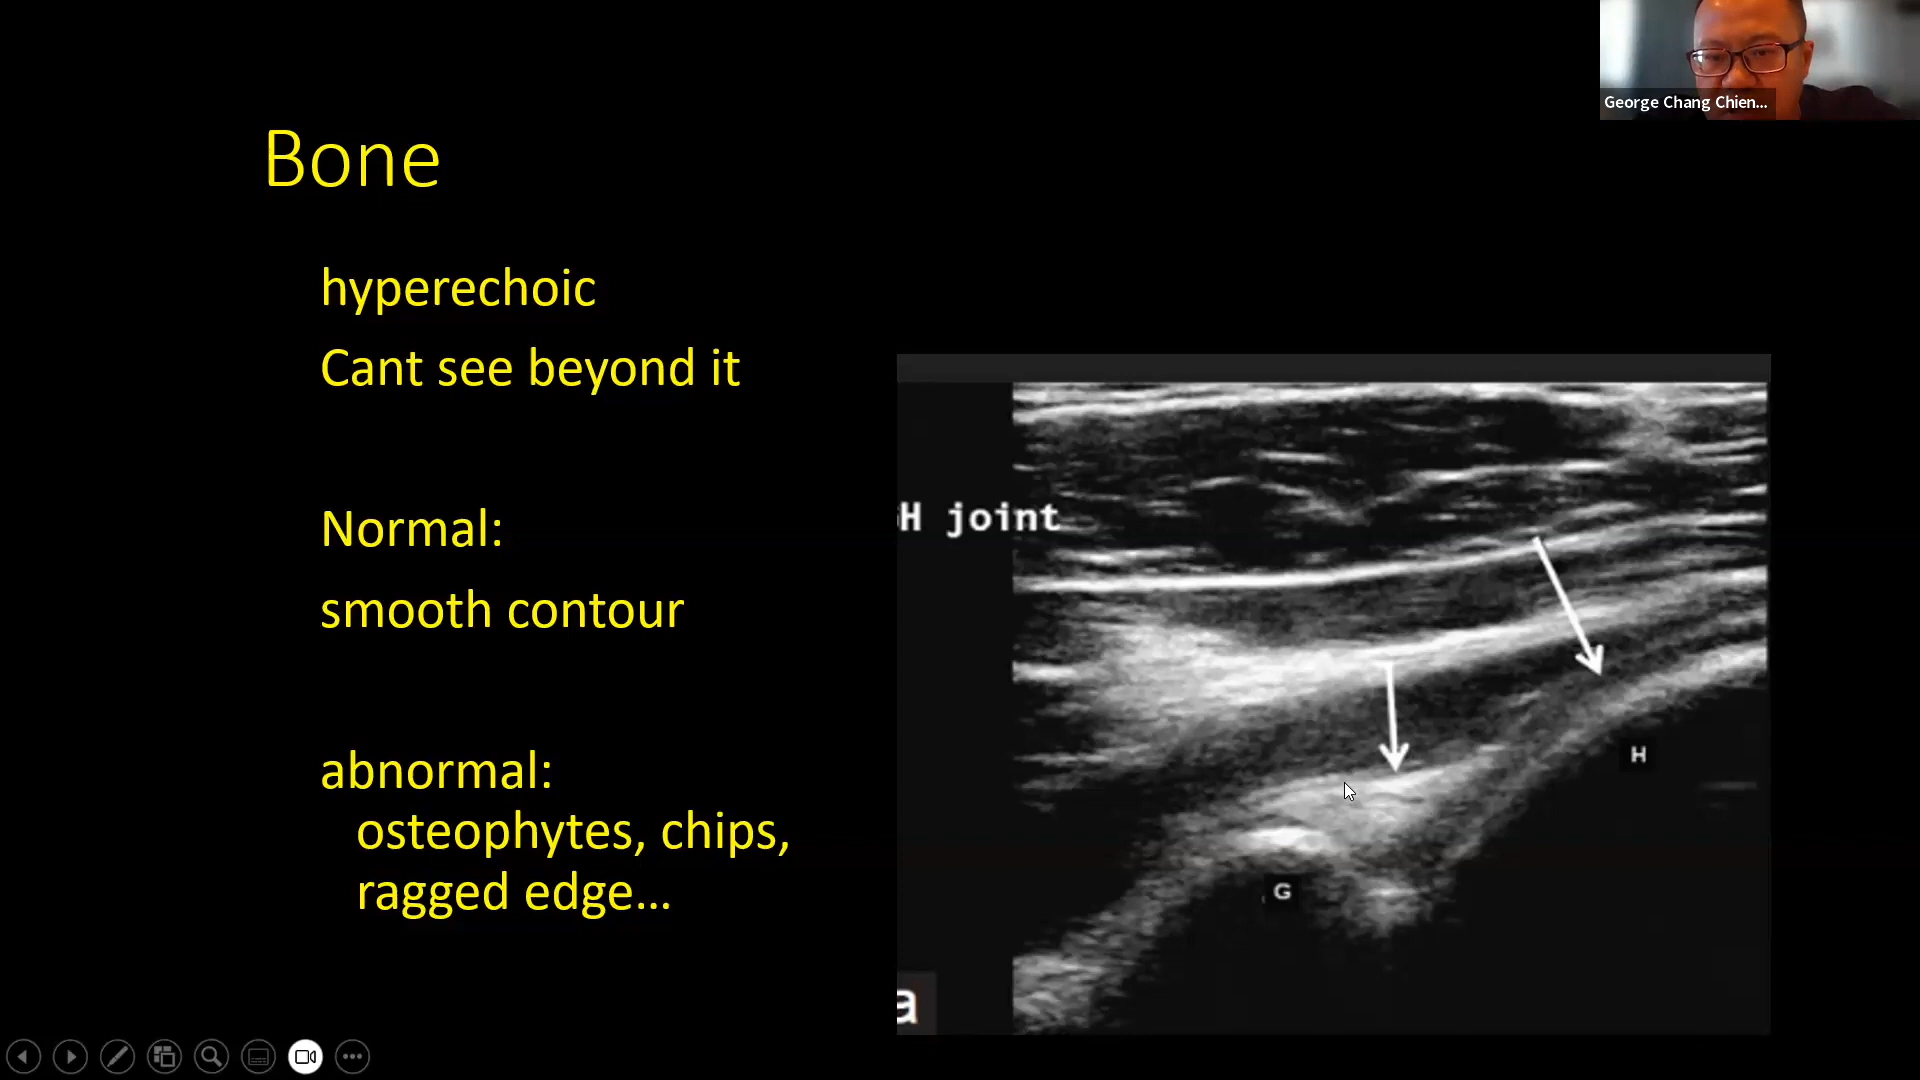 George Chang Chien...
Bone
hyperechoic
Cant see beyond it
Normal:
smooth contour
abnormal:
osteophytes, chips,
ragged edge...
H joint
H
G
a